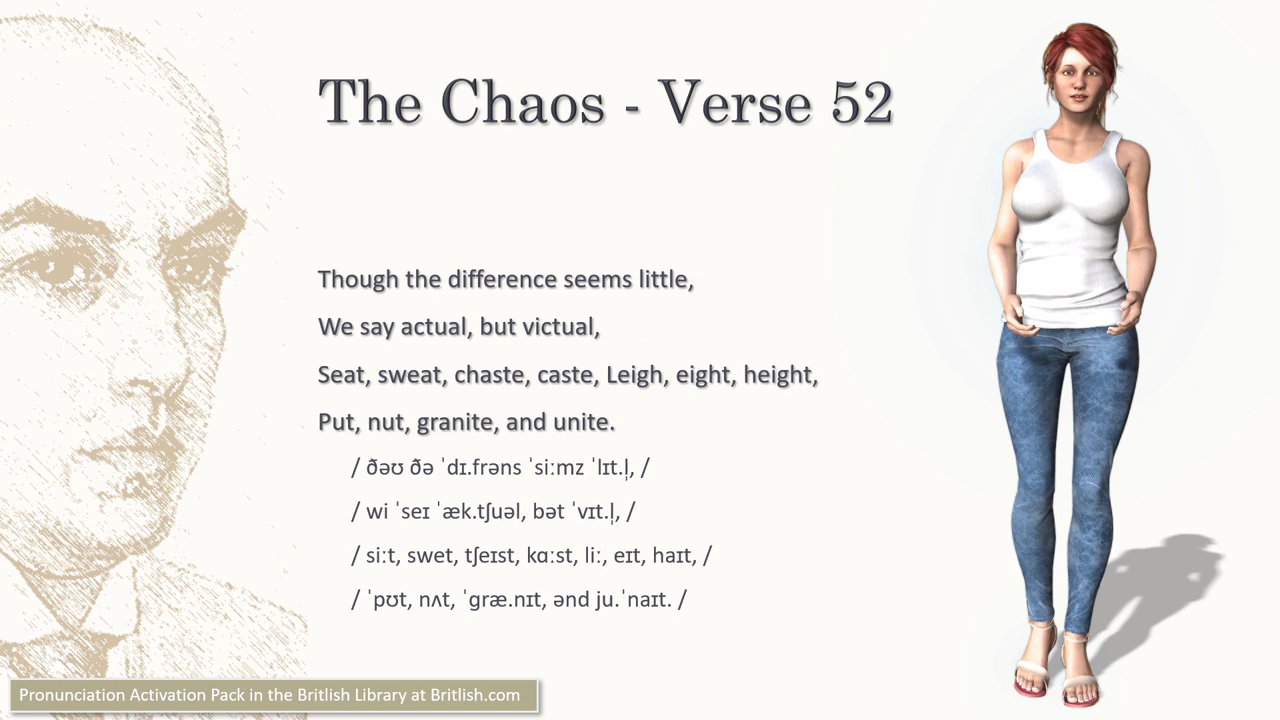 The Chaos - Verse 52
Though the difference seems little,
We say actual, but victual,
Seat, sweat, chaste, caste, Leigh, eight, height,
Put, nut, granite, and unite.
/ ðəʊ ðə ˈdɪ.frəns ˈsiːmz ˈlɪt.l̩, /
/ wi ˈseɪ ˈæk.tʃuəl, bət ˈvɪt.l̩, /
/ siːt, swet, tʃeɪst, kɑːst, liː, eɪt, haɪt, /
/ ˈpʊt, nʌt, ˈɡræ.nɪt, ənd ju.ˈnaɪt. /
Pronunciation Activation Pack in the Britlish Library at Britlish.com